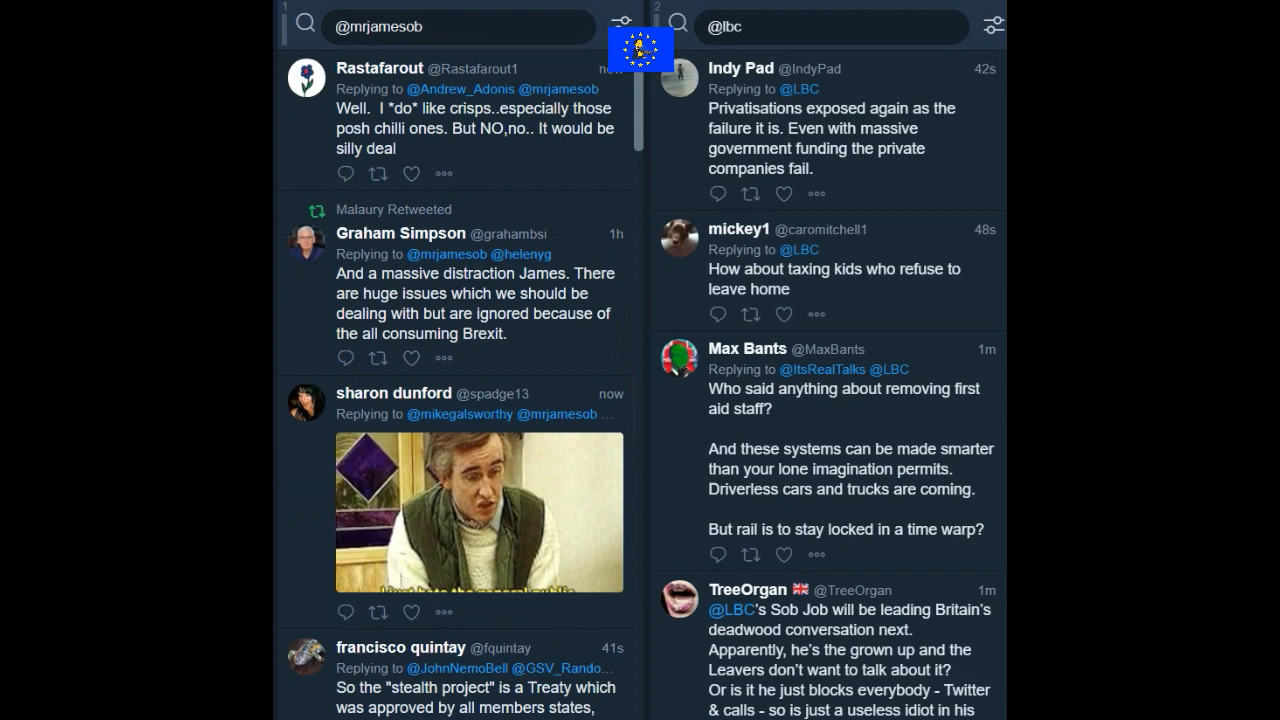 1
@mrjamesob
Rastafarout @Rastafarout1 now
Replying to @Andrew_Adonis @mrjamesob
Well. I *do* like crisps..especially those
posh chilli ones. But NO,no.. It would be
silly deal
Malaury Retweeted
Graham Simpson @grahambsi 1h
Replying to @mrjamesob @helenyg
And a massive distraction James. There
are huge issues which we should be
dealing with but are ignored because of
the all consuming Brexit.
sharon dunford @spadge13 now
Replying to @mikegalsworthy @mrjamesob ...
francisco quintay @fquintay 41s
Replying to @JohnNemoBell @GSV_Rando...
So the "stealth project" is a Treaty which
was approved by all members states,
2
@lbc
Indy Pad @IndyPad 42s
Replying to @LBC
Privatisations exposed again as the
failure it is. Even with massive
government funding the private
companies fail.
mickey1 @caromitchell1 48s
Replying to @LBC
How about taxing kids who refuse to
leave home
Max Bants @MaxBants 1m
Replying to @ItsRealTalks @LBC
Who said anything about removing first
aid staff?
And these systems can be made smarter
than your lone imagination permits.
Driverless cars and trucks are coming.
But rail is to stay locked in a time warp?
TreeOrgan 🇬🇧 @TreeOrgan 1m
@LBC's Sob Job will be leading Britain's
deadwood conversation next.
Apparently, he's the grown up and the
Leavers don't want to talk about it?
Or is it he just blocks everybody - Twitter
& calls - so is just a useless idiot in his